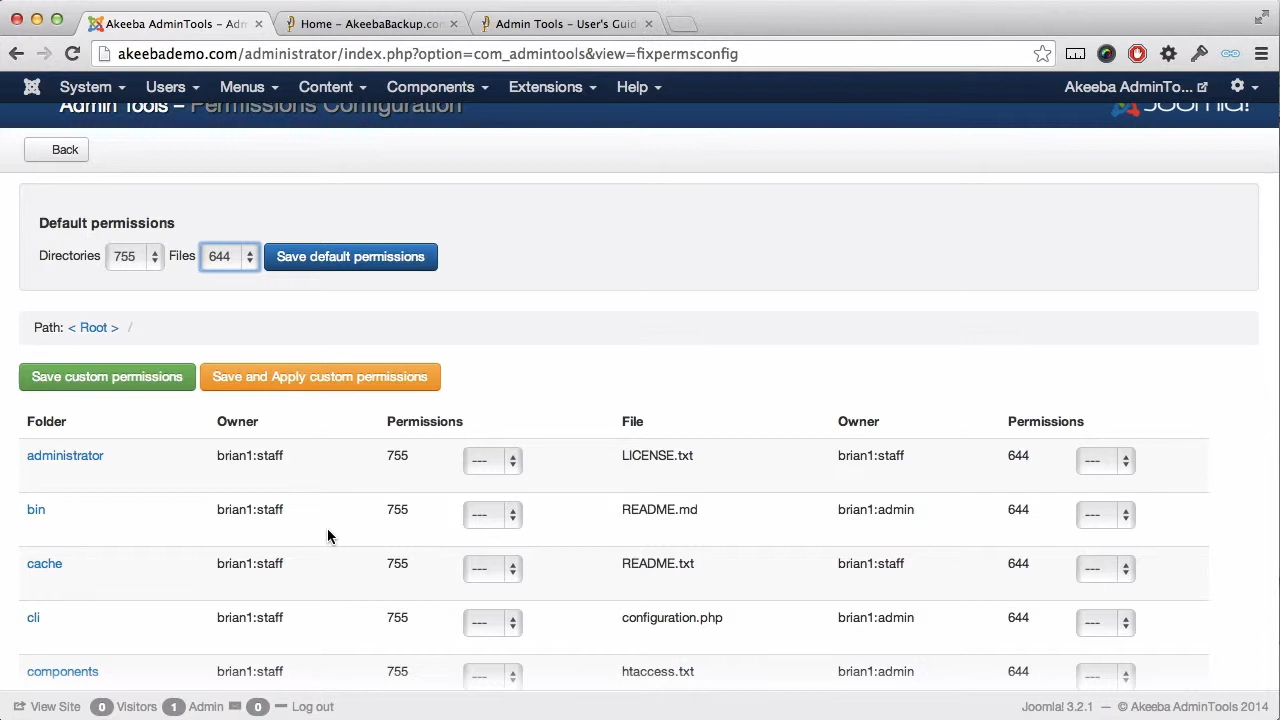 Akeeba AdminTools – Adm
Home – AkeebaBackup.co
Admin Tools – User's Guid
akeebademo.com/administrator/index.php?option=com_admintools&view=fixpermsconfig
System Users Menus Content Components Extensions Help Akeeba AdminTo...
Admin Tools – Permissions Configuration Joomla!
Back
Default permissions
Directories 755 Files 644 Save default permissions
Path: < Root > /
Save custom permissions Save and Apply custom permissions
Folder Owner Permissions File Owner Permissions
administrator brian1:staff 755 --- LICENSE.txt brian1:staff 644 ---
bin brian1:staff 755 --- README.md brian1:admin 644 ---
cache brian1:staff 755 --- README.txt brian1:staff 644 ---
cli brian1:staff 755 --- configuration.php brian1:admin 644 ---
components brian1:staff 755 --- htaccess.txt brian1:admin 644 ---
View Site 0 Visitors 1 Admin 0 Log out Joomla! 3.2.1 — © Akeeba AdminTools 2014